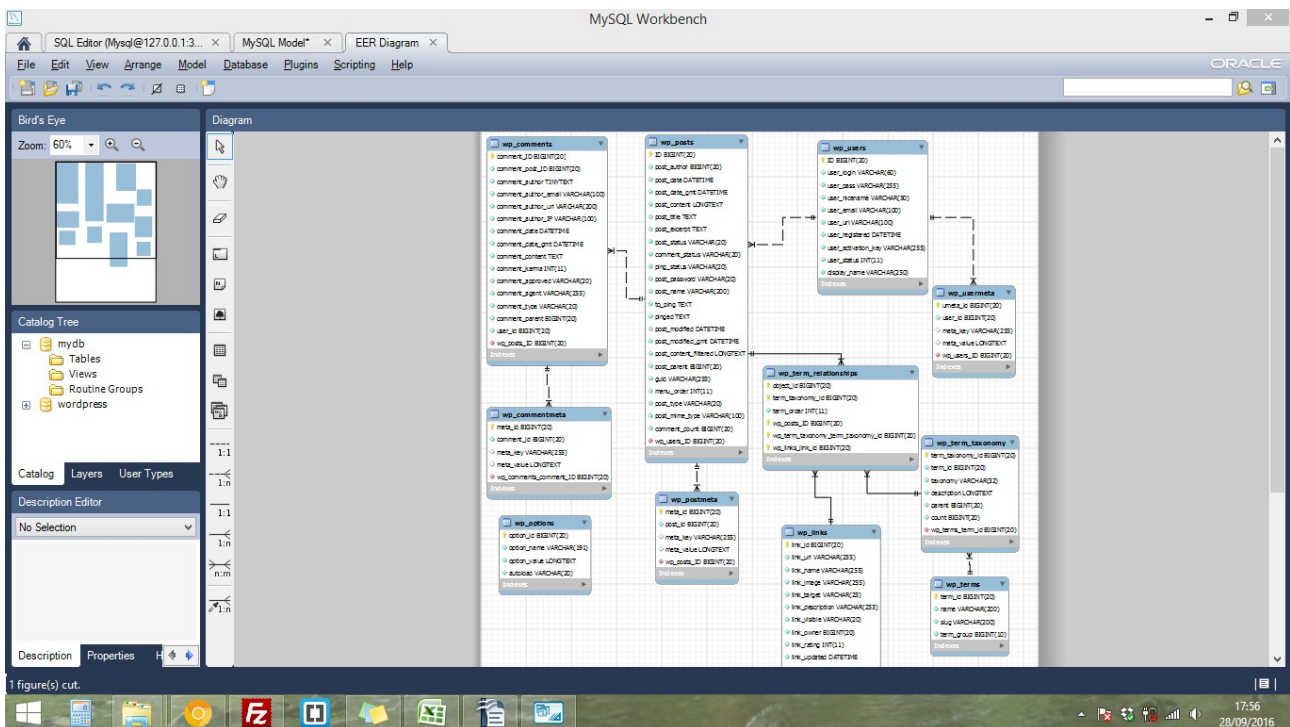 MySQL Workbench
SQL Editor (Mysql@127.0.0.1:3... ×
MySQL Model* ×
EER Diagram ×
File Edit View Arrange Model Database Plugins Scripting Help
ORACLE
Bird's Eye
Zoom: 60%
Catalog Tree
mydb
Tables
Views
Routine Groups
wordpress
Catalog Layers User Types
Description Editor
No Selection
Description Properties H
1:1
1:n
1:1
1:n
n:m
1:n
Diagram
wp_comments
comment_ID BIGINT(20)
comment_post_ID BIGINT(20)
comment_author TINYTEXT
comment_author_email VARCHAR(100)
comment_author_url VARCHAR(200)
comment_author_IP VARCHAR(100)
comment_date DATETIME
comment_date_gmt DATETIME
comment_content TEXT
comment_karma INT(11)
comment_approved VARCHAR(20)
comment_agent VARCHAR(255)
comment_type VARCHAR(20)
comment_parent BIGINT(20)
user_id BIGINT(20)
wp_posts_ID BIGINT(20)
Indexes
wp_commentmeta
meta_id BIGINT(20)
comment_id BIGINT(20)
meta_key VARCHAR(255)
meta_value LONGTEXT
wp_comments_comment_ID BIGINT(20)
Indexes
wp_options
option_id BIGINT(20)
option_name VARCHAR(191)
option_value LONGTEXT
autoload VARCHAR(20)
Indexes
wp_posts
ID BIGINT(20)
post_author BIGINT(20)
post_date DATETIME
post_date_gmt DATETIME
post_content LONGTEXT
post_title TEXT
post_excerpt TEXT
post_status VARCHAR(20)
comment_status VARCHAR(20)
ping_status VARCHAR(20)
post_password VARCHAR(20)
post_name VARCHAR(200)
to_ping TEXT
pinged TEXT
post_modified DATETIME
post_modified_gmt DATETIME
post_content_filtered LONGTEXT
post_parent BIGINT(20)
guid VARCHAR(255)
menu_order INT(11)
post_type VARCHAR(20)
post_mime_type VARCHAR(100)
comment_count BIGINT(20)
wp_users_ID BIGINT(20)
Indexes
wp_postmeta
meta_id BIGINT(20)
post_id BIGINT(20)
meta_key VARCHAR(255)
meta_value LONGTEXT
wp_posts_ID BIGINT(20)
Indexes
wp_users
ID BIGINT(20)
user_login VARCHAR(60)
user_pass VARCHAR(255)
user_nicename VARCHAR(50)
user_email VARCHAR(100)
user_url VARCHAR(100)
user_registered DATETIME
user_activation_key VARCHAR(255)
user_status INT(11)
display_name VARCHAR(250)
Indexes
wp_usermeta
umeta_id BIGINT(20)
user_id BIGINT(20)
meta_key VARCHAR(255)
meta_value LONGTEXT
wp_users_ID BIGINT(20)
Indexes
wp_term_relationships
object_id BIGINT(20)
term_taxonomy_id BIGINT(20)
term_order INT(11)
wp_posts_ID BIGINT(20)
wp_term_taxonomy_term_taxonomy_id BIGINT(20)
wp_links_link_id BIGINT(20)
Indexes
wp_term_taxonomy
term_taxonomy_id BIGINT(20)
term_id BIGINT(20)
taxonomy VARCHAR(32)
description LONGTEXT
parent BIGINT(20)
count BIGINT(20)
wp_terms_term_id BIGINT(20)
Indexes
wp_links
link_id BIGINT(20)
link_url VARCHAR(255)
link_name VARCHAR(255)
link_image VARCHAR(255)
link_target VARCHAR(25)
link_description VARCHAR(255)
link_visible VARCHAR(20)
link_owner BIGINT(20)
link_rating INT(11)
link_updated DATETIME
wp_terms
term_id BIGINT(20)
name VARCHAR(200)
slug VARCHAR(200)
term_group BIGINT(10)
Indexes
1 figure(s) cut.
17:56
28/09/2016